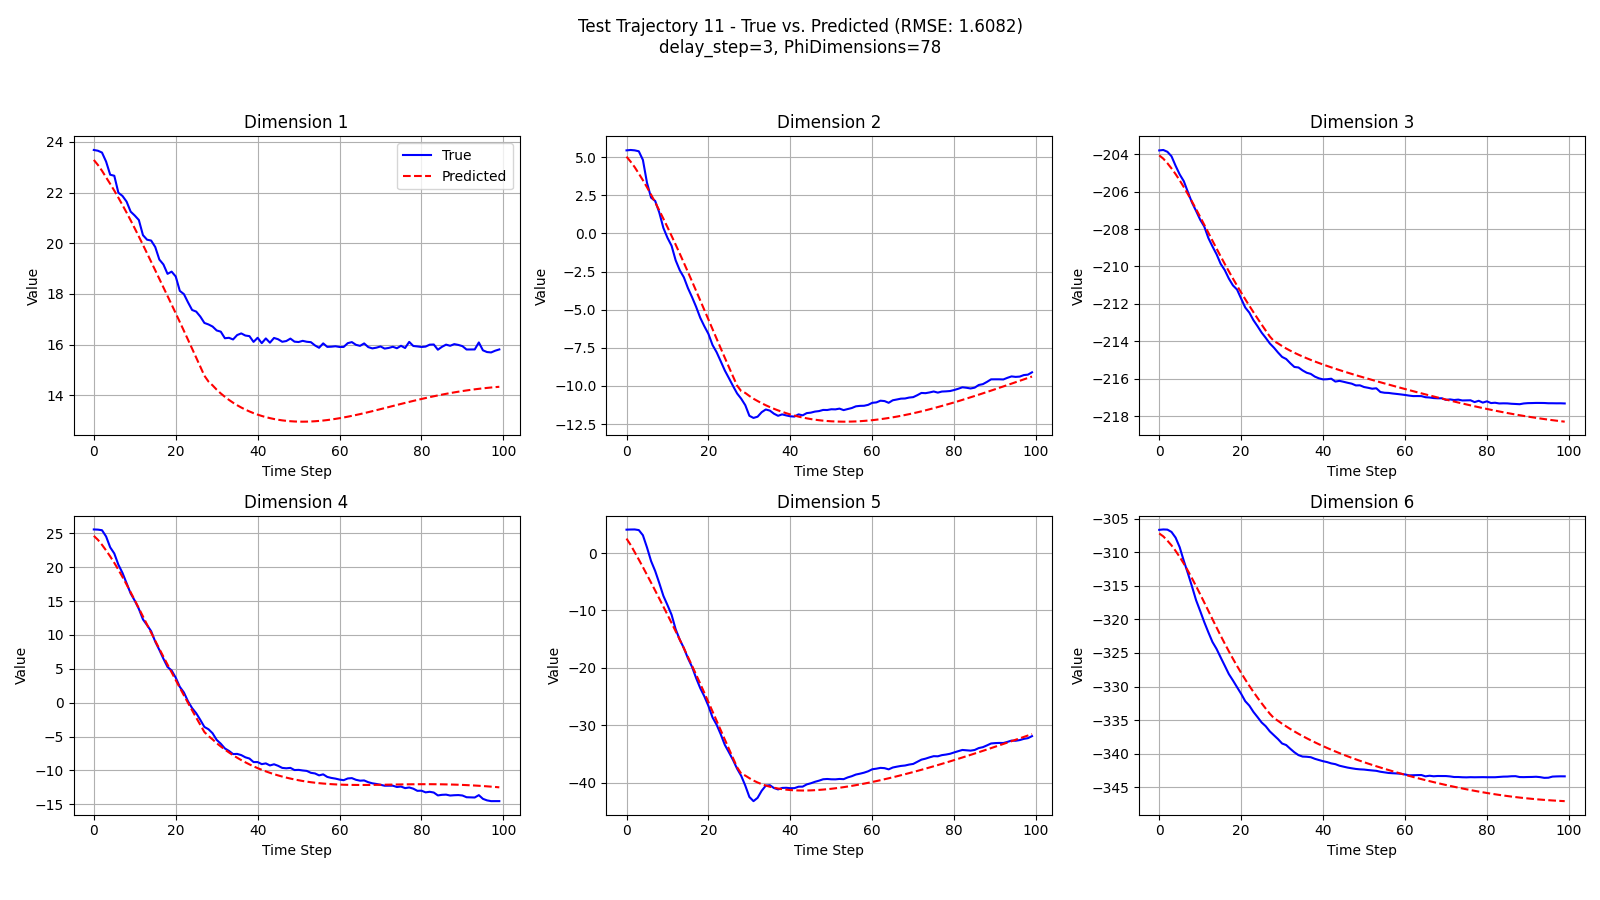 Test Trajectory 11 - True vs. Predicted (RMSE: 1.6082)
delay_step=3, PhiDimensions=78
Dimension 1
24
22
20
18
16
14
Value
0 20 40 60 80 100
Time Step
True
Predicted
Dimension 2
5.0
2.5
0.0
−2.5
−5.0
−7.5
−10.0
−12.5
Value
0 20 40 60 80 100
Time Step
Dimension 3
−204
−206
−208
−210
−212
−214
−216
−218
Value
0 20 40 60 80 100
Time Step
Dimension 4
25
20
15
10
5
0
−5
−10
−15
Value
0 20 40 60 80 100
Time Step
Dimension 5
0
−10
−20
−30
−40
Value
0 20 40 60 80 100
Time Step
Dimension 6
−305
−310
−315
−320
−325
−330
−335
−340
−345
Value
0 20 40 60 80 100
Time Step